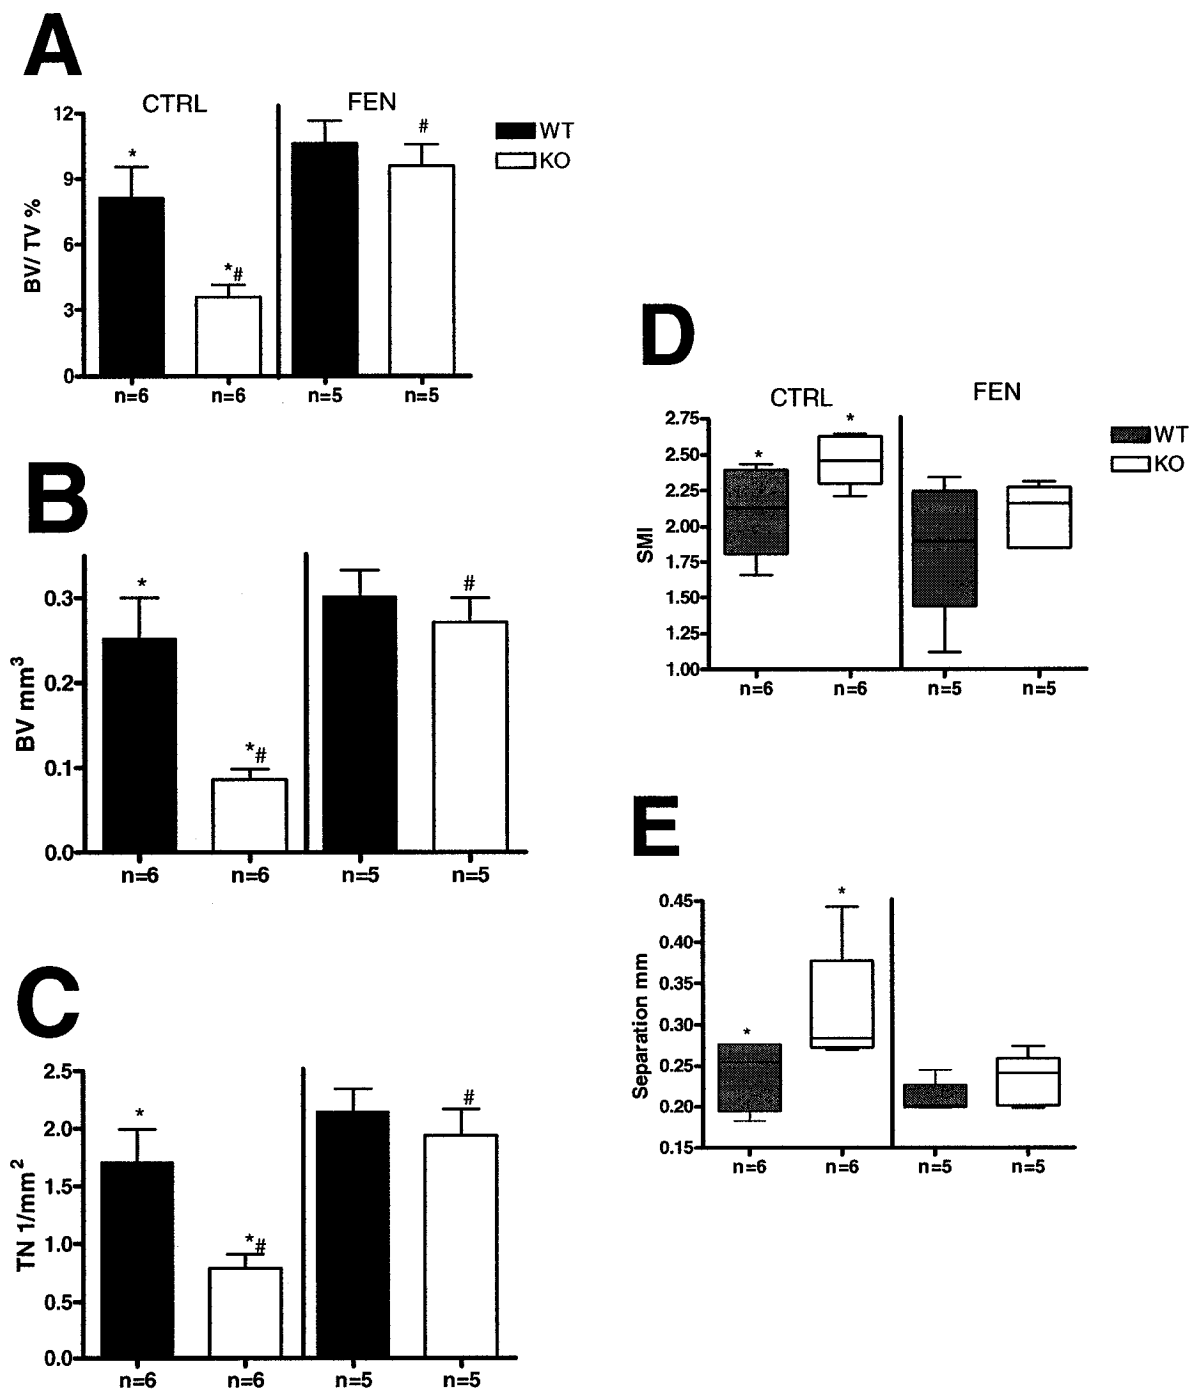 A
CTRL FEN
WT
KO
BV/ TV %
12
9
6
3
0
*
*#
#
n=6 n=6 n=5 n=5
B
BV mm³
0.3
0.2
0.1
0.0
*
*#
#
n=6 n=6 n=5 n=5
C
TN 1/mm²
2.5
2.0
1.5
1.0
0.5
0.0
*
*#
#
n=6 n=6 n=5 n=5
D
CTRL FEN
WT
KO
SMI
2.75
2.50
2.25
2.00
1.75
1.50
1.25
1.00
*
*
n=6 n=6 n=5 n=5
E
Separation mm
0.45
0.40
0.35
0.30
0.25
0.20
0.15
*
*
n=6 n=6 n=5 n=5